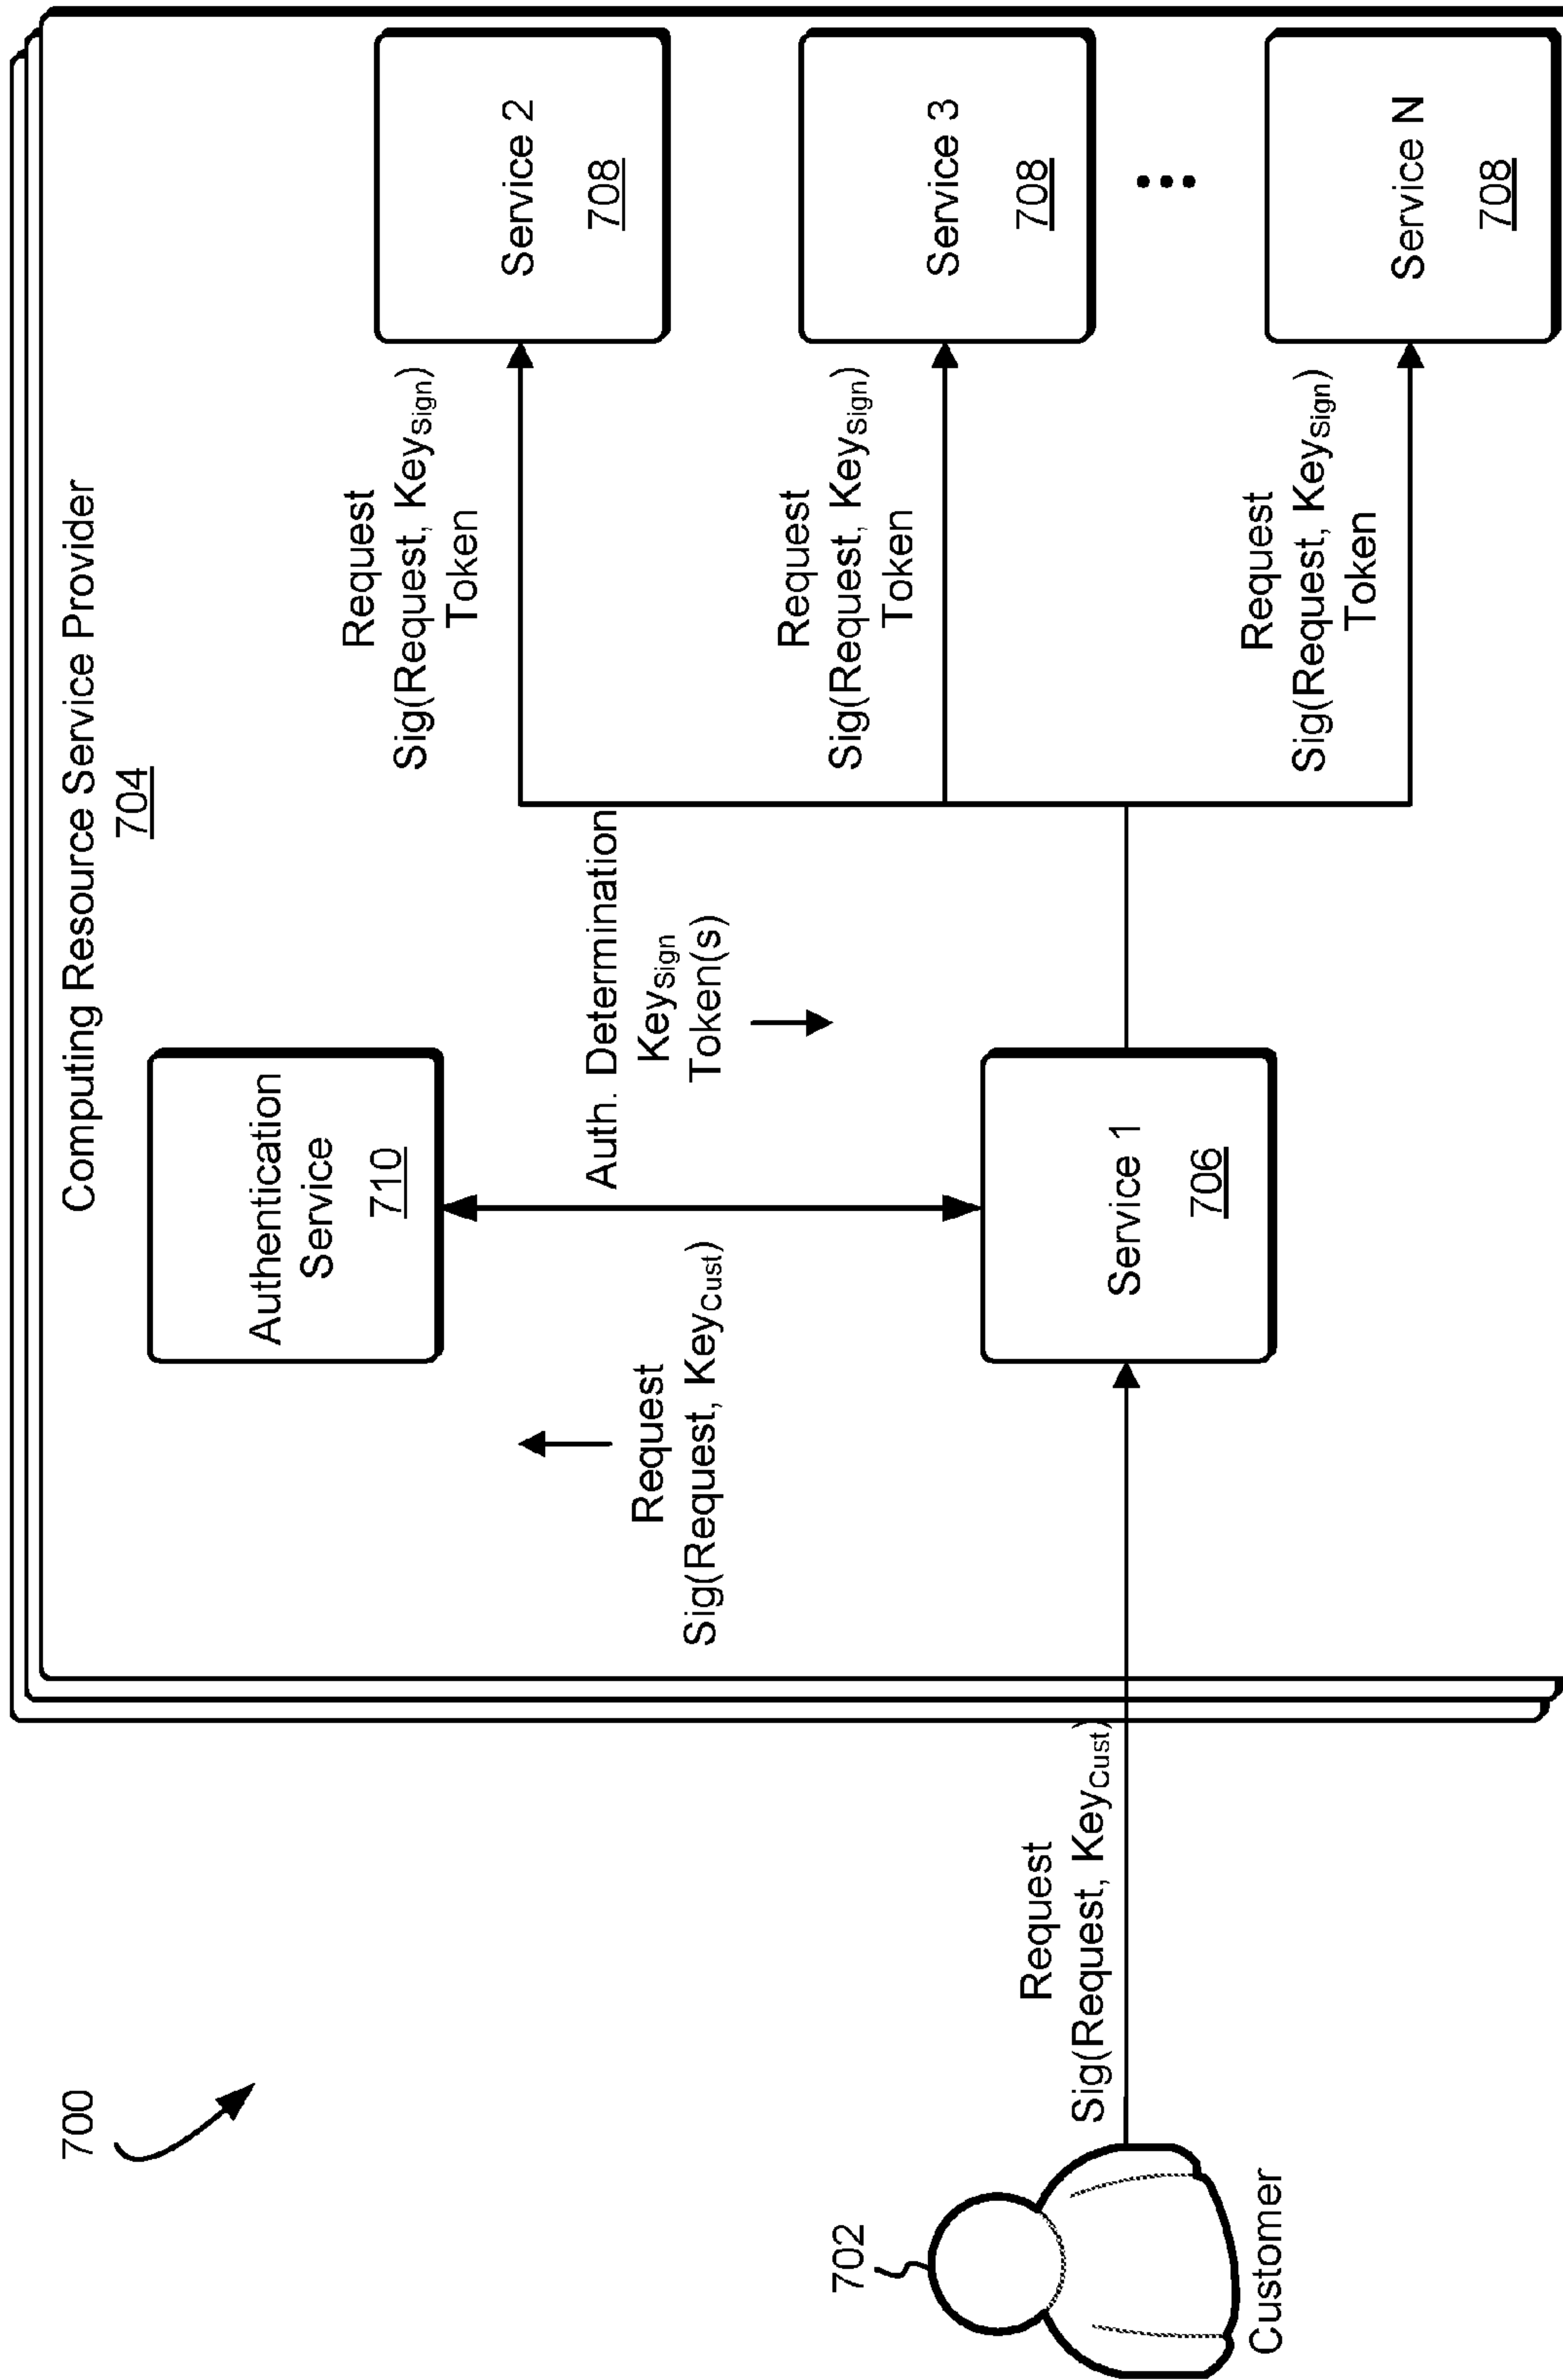 700
Computing Resource Service Provider
704
Authentication
Service
710
Request
Sig(Request, KeyCust)
Auth. Determination
KeySign
Token(s)
702
Customer
Request
Sig(Request, KeyCust)
Service 1
706
Request
Sig(Request, KeySign)
Token
Service 2
708
Request
Sig(Request, KeySign)
Token
Service 3
708
Request
Sig(Request, KeySign)
Token
Service N
708